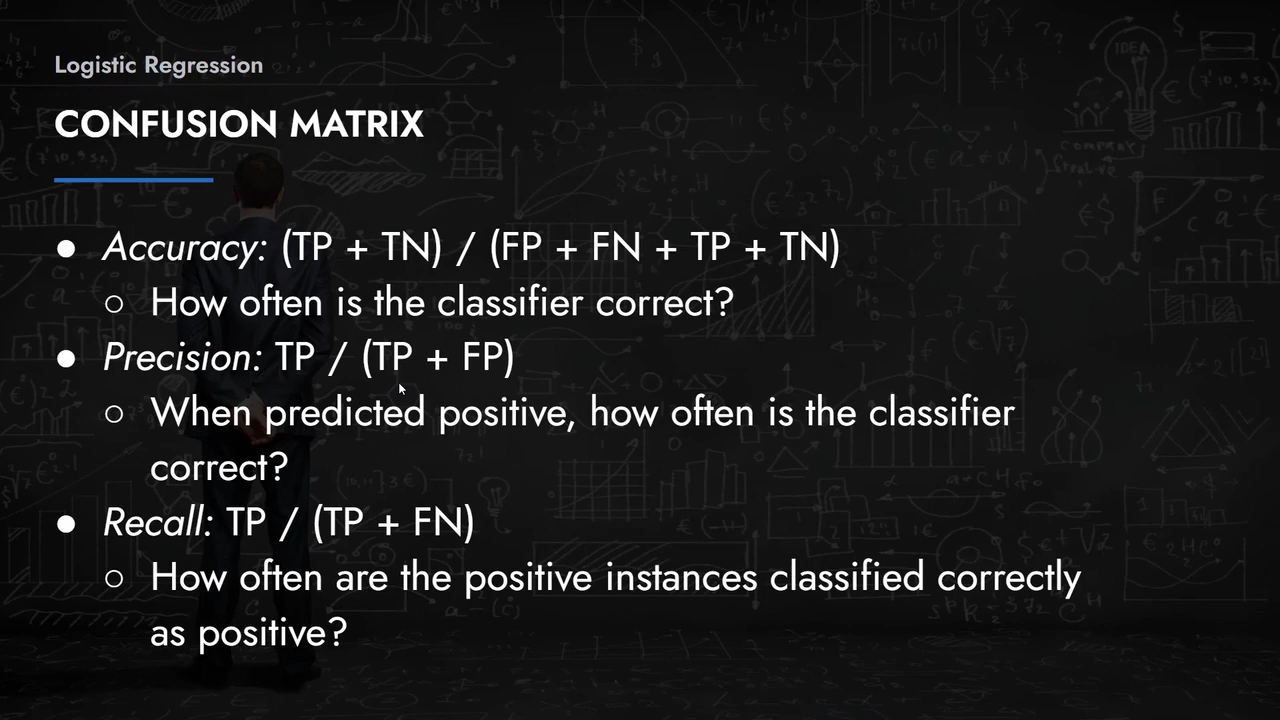 Logistic Regression
CONFUSION MATRIX
● Accuracy: (TP + TN) / (FP + FN + TP + TN)
○ How often is the classifier correct?
● Precision: TP / (TP + FP)
○ When predicted positive, how often is the classifier
correct?
● Recall: TP / (TP + FN)
○ How often are the positive instances classified correctly
as positive?
IDEA